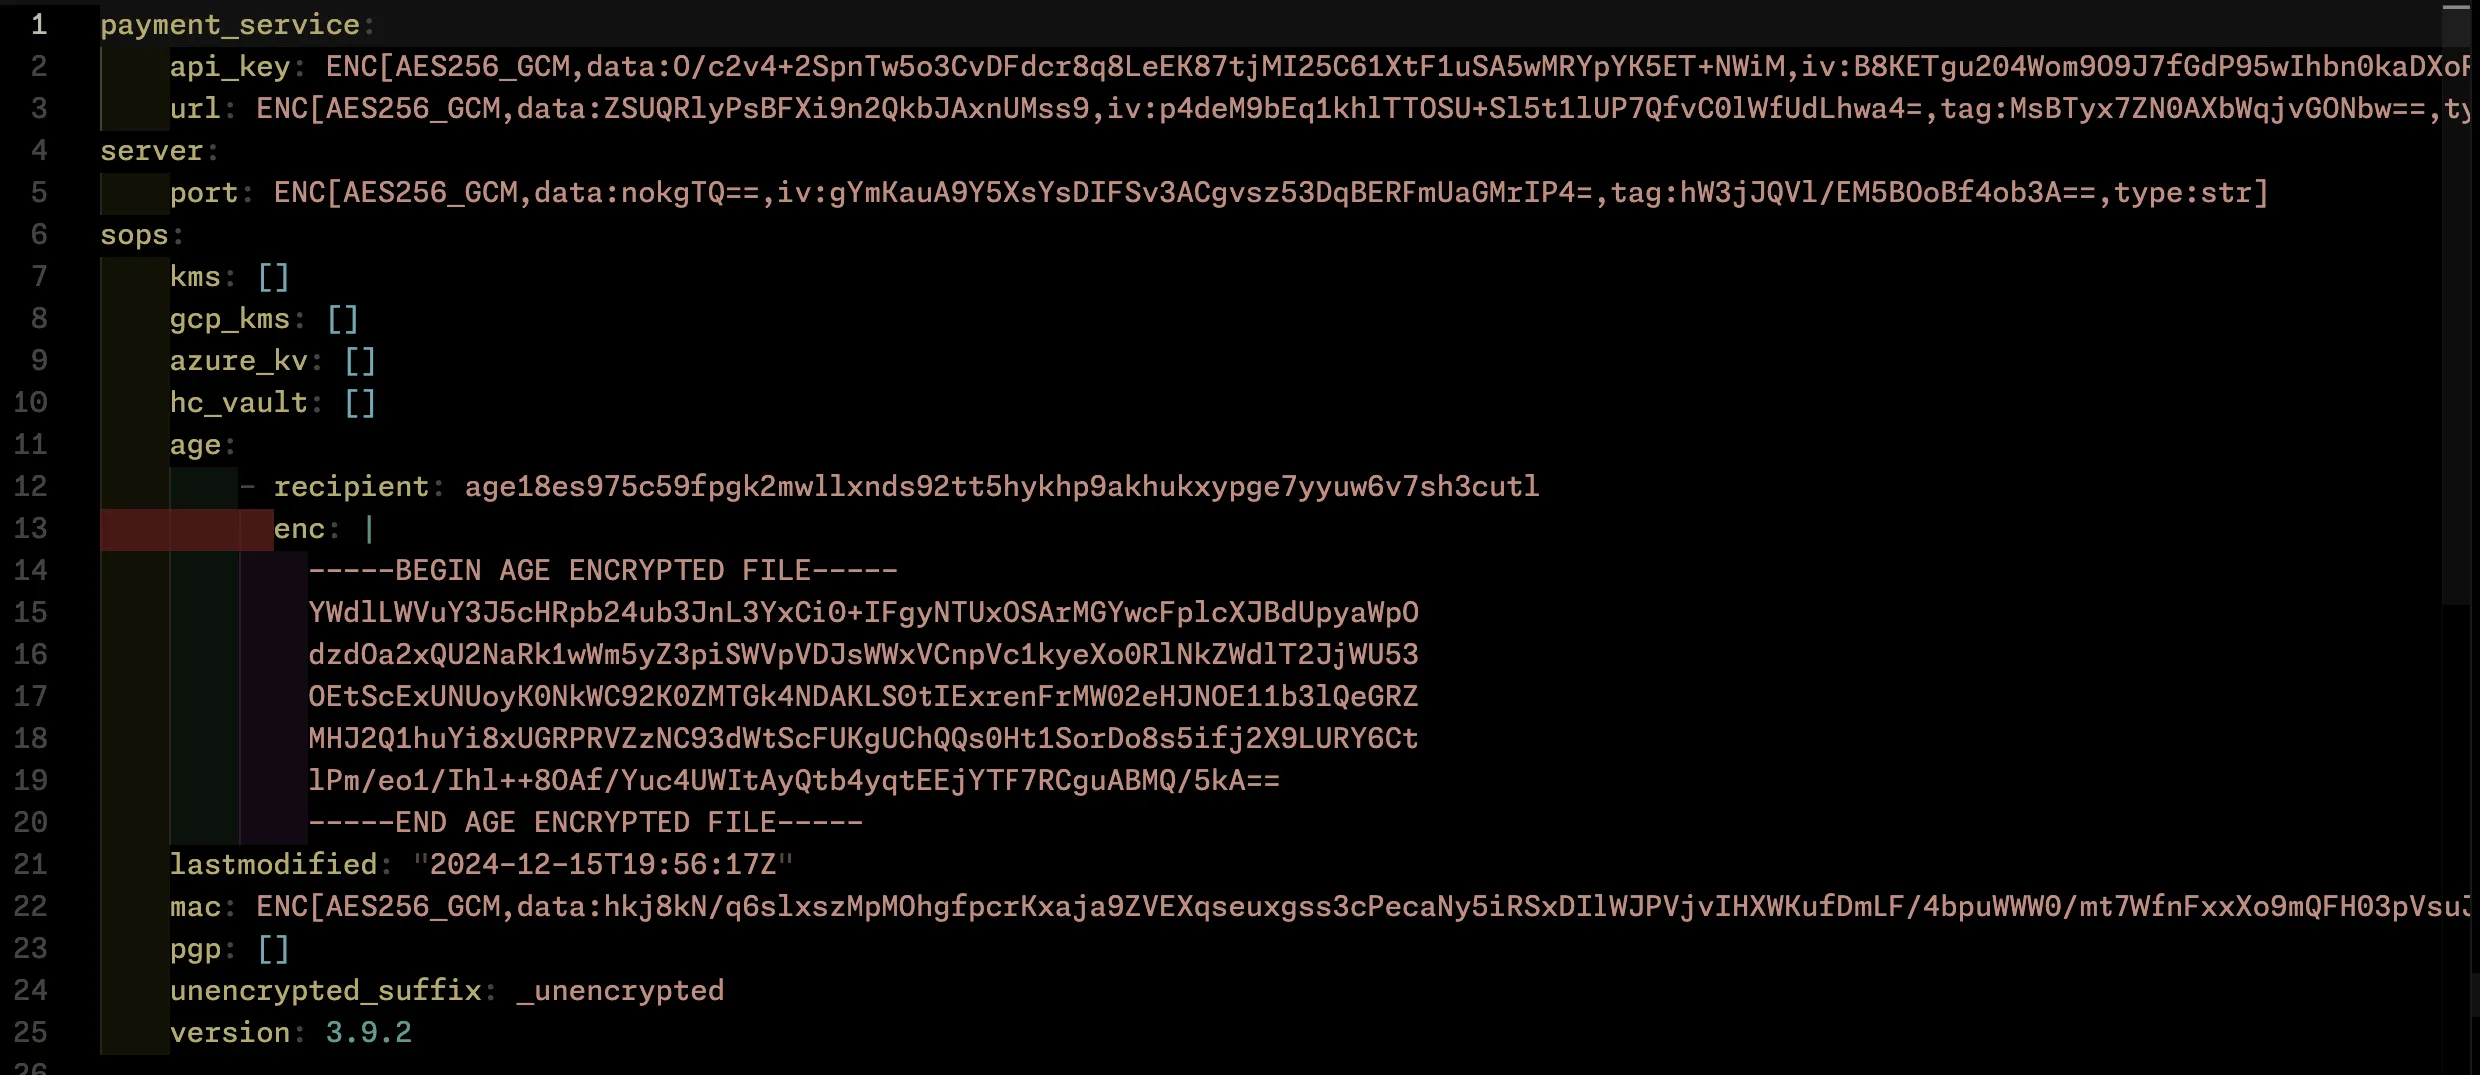 1 payment_service:
2 api_key: ENC[AES256_GCM,data:O/c2v4+2SpnTw5o3CvDFdcr8q8LeEK87tjMI25C61XtF1uSA5wMRYpYK5ET+NWiM,iv:B8KETgu204Wom9O9J7fGdP95wIhbn0kaDXoR
3 url: ENC[AES256_GCM,data:ZSUQRlyPsBFXi9n2QkbJAxnUMss9,iv:p4deM9bEq1khlTTOSU+Sl5t1lUP7QfvC0lWfUdLhwa4=,tag:MsBTyx7ZN0AXbWqjvGONbw==,ty
4 server:
5 port: ENC[AES256_GCM,data:nokgTQ==,iv:gYmKauA9Y5XsYsDIFSv3ACgvsz53DqBERFmUaGMrIP4=,tag:hW3jJQVl/EM5BOoBf4ob3A==,type:str]
6 sops:
7 kms: []
8 gcp_kms: []
9 azure_kv: []
10 hc_vault: []
11 age:
12 - recipient: age18es975c59fpgk2mwllxnds92tt5hykhp9akhukxypge7yyuw6v7sh3cutl
13 enc: |
14 -----BEGIN AGE ENCRYPTED FILE-----
15 YWdlLWVuY3J5cHRpb24ub3JnL3YxCi0+IFgyNTUxOSArMGYwcFplcXJBdUpyaWpO
16 dzdOa2xQU2NaRk1wWm5yZ3piSWVpVDJsWWxVCnpVc1kyeXo0RlNkZWdlT2JjWU53
17 OEtScExUNUoyK0NkWC92K0ZMTGk4NDAKLS0tIExrenFrMW02eHJNOE11b3lQeGRZ
18 MHJ2Q1huYi8xUGRPRVZzNC93dWtScFUKgUChQQs0Ht1SorDo8s5ifj2X9LURY6Ct
19 lPm/eo1/Ihl++8OAf/Yuc4UWItAyQtb4yqtEEjYTF7RCguABMQ/5kA==
20 -----END AGE ENCRYPTED FILE-----
21 lastmodified: "2024-12-15T19:56:17Z"
22 mac: ENC[AES256_GCM,data:hkj8kN/q6slxszMpMOhgfpcrKxaja9ZVEXqseuxgss3cPecaNy5iRSxDIlWJPVjvIHXWKufDmLF/4bpuWWW0/mt7WfnFxxXo9mQFH03pVsuJ
23 pgp: []
24 unencrypted_suffix: _unencrypted
25 version: 3.9.2
26